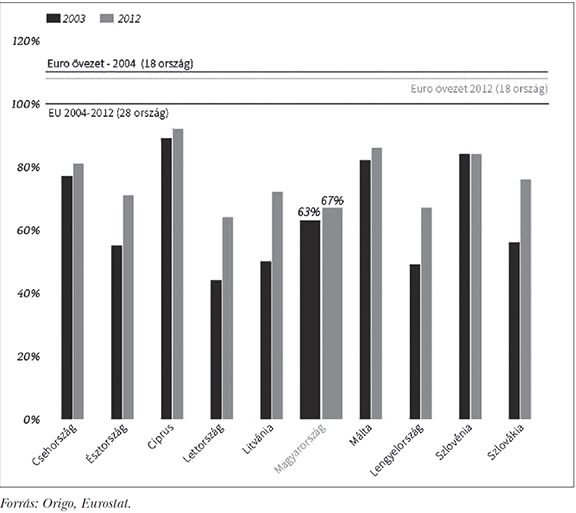 2003 2012
120%
Euro övezet - 2004 (18 ország)
Euro övezet 2012 (18 ország)
100%
EU 2004-2012 (28 ország)
80%
63% 67%
60%
40%
20%
0%
Csehország Észtország Ciprus Lettország Litvánia Magyarország Málta Lengyelország Szlovénia Szlovákia
Forrás: Origo, Eurostat.